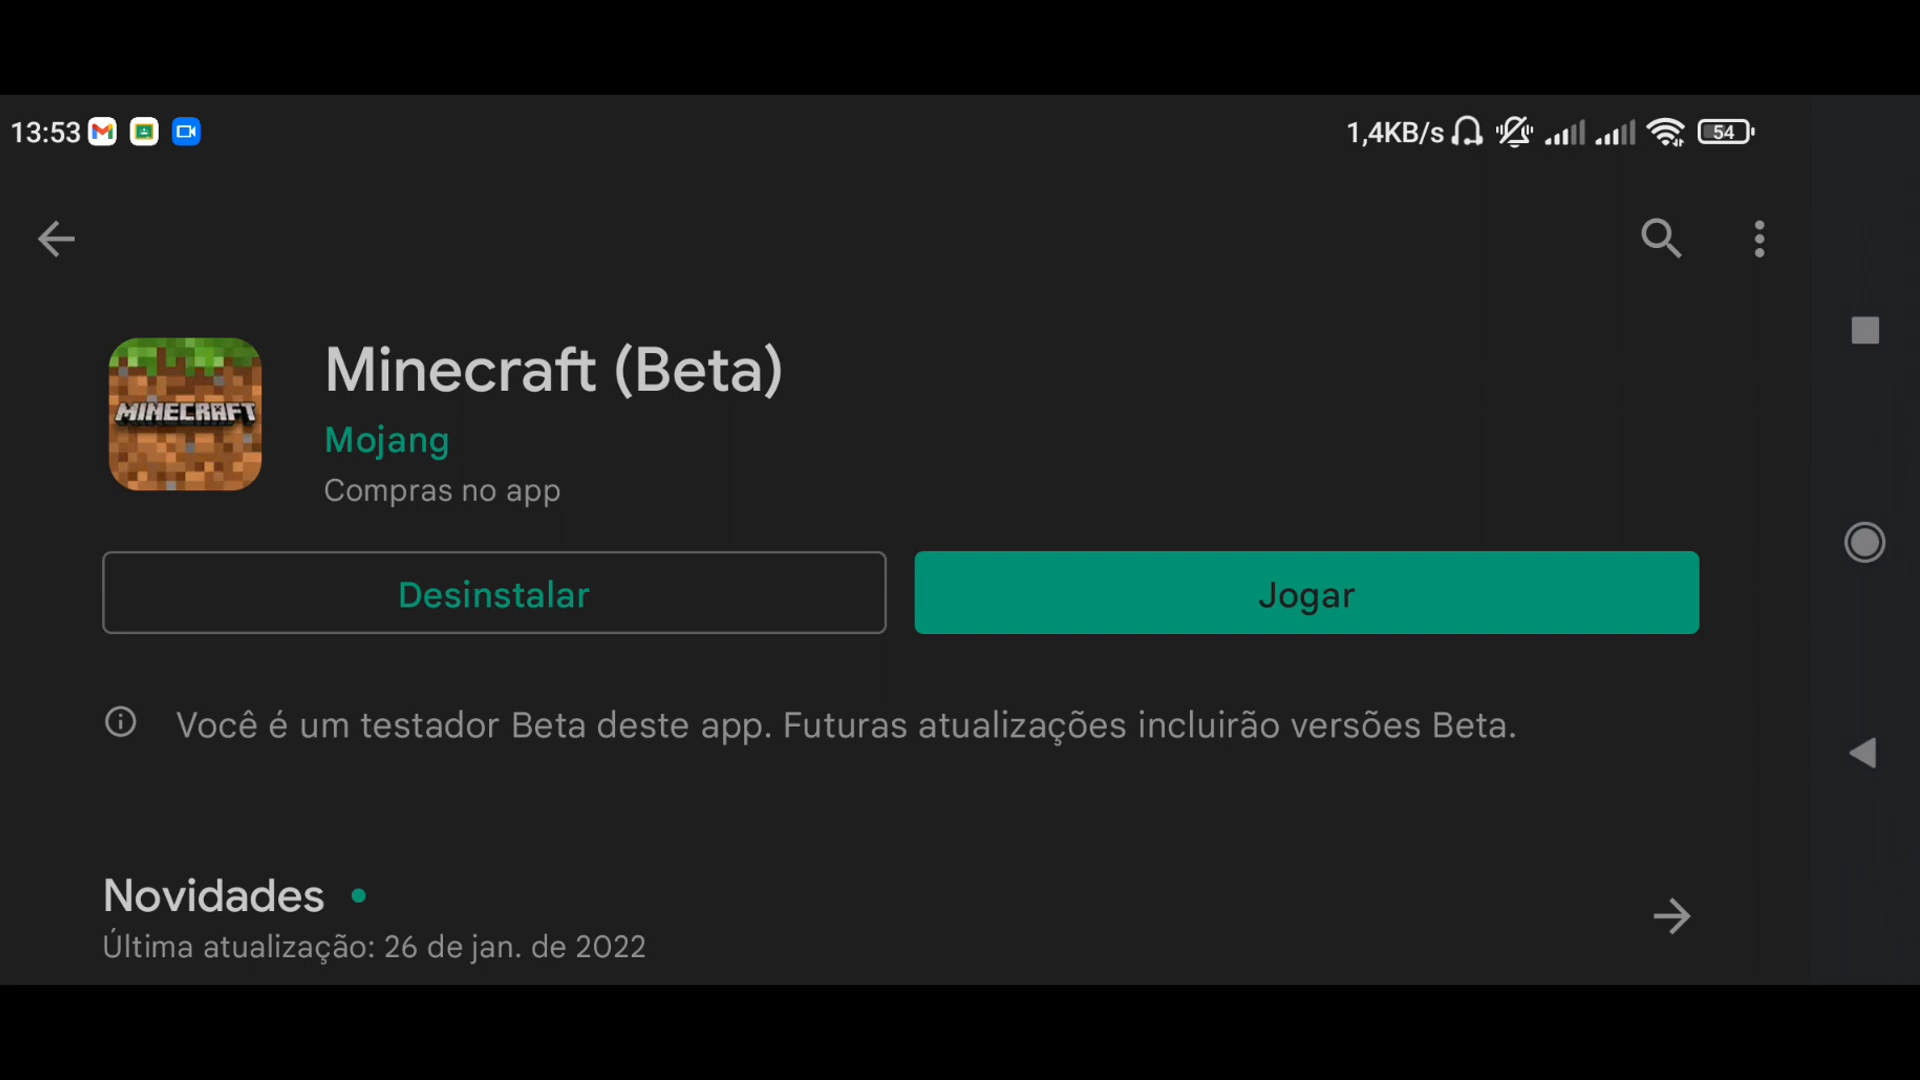 13:53 1,4KB/s 54
Minecraft (Beta)
MINECRAFT
Mojang
Compras no app
Desinstalar
Jogar
Você é um testador Beta deste app. Futuras atualizações incluirão versões Beta.
Novidades
Última atualização: 26 de jan. de 2022